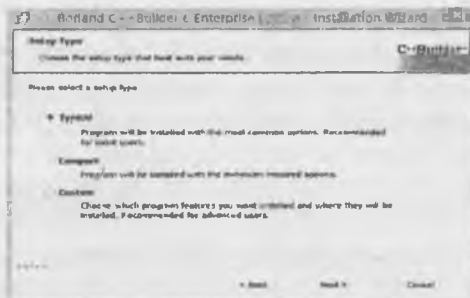 Borland C++Builder 6 Enterprise Installation Wizard
Setup Type
Choose the setup type that best suits your needs.
C++Builder
Please select a setup type
Typical
Program will be installed with the most common options. Recommended
for most users.
Compact
Program will be installed with the minimum required options.
Custom
Choose which program features you want installed and where they will be
installed. Recommended for advanced users.
< Back Next > Cancel